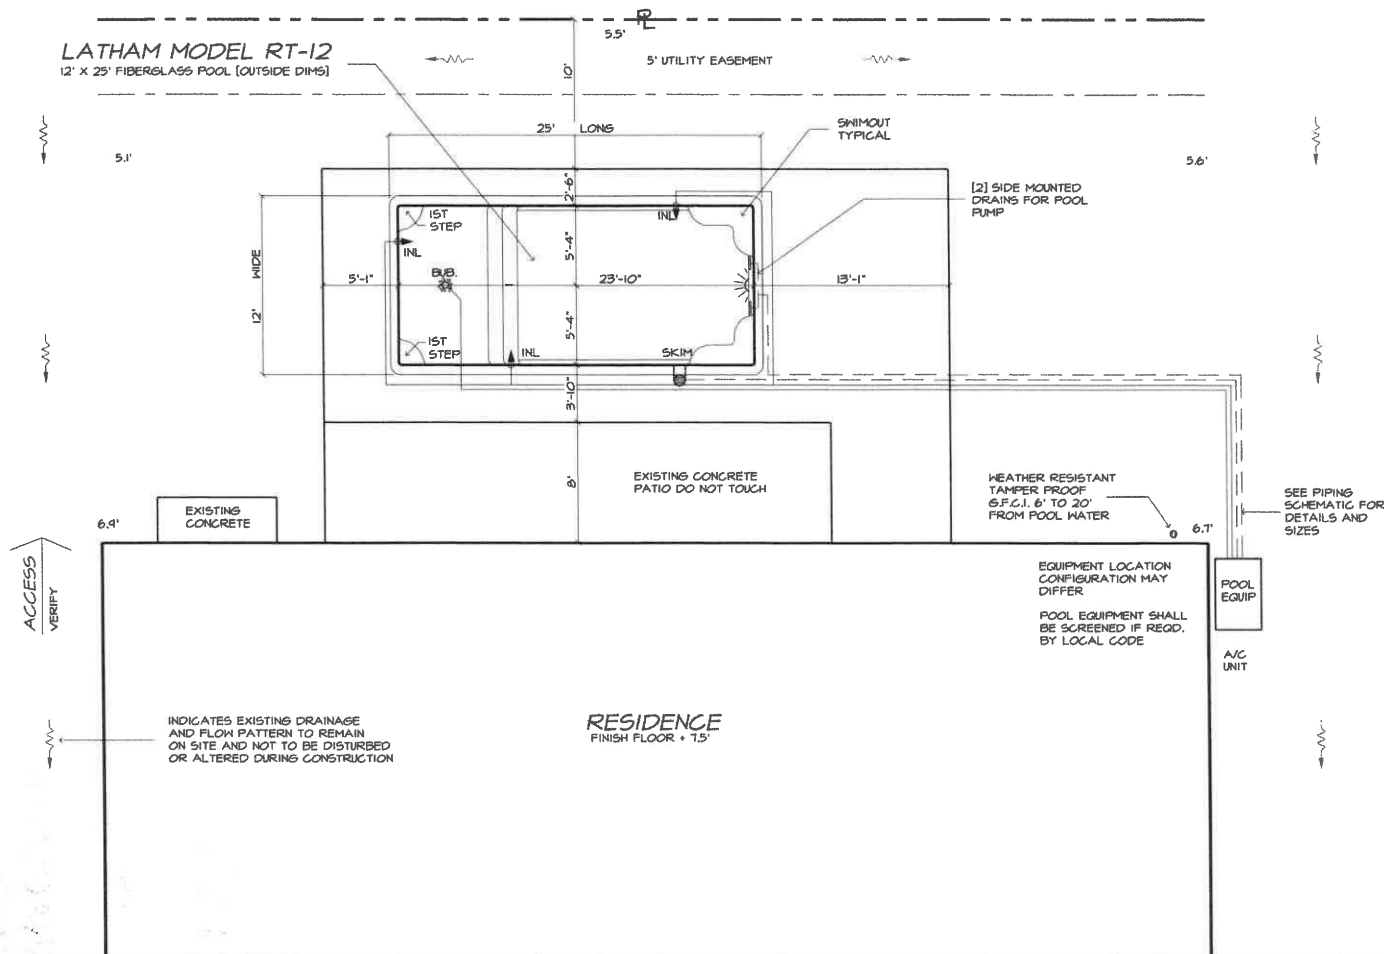 PL
5.5'
LATHAM MODEL RT-12
12' X 25' FIBERGLASS POOL [OUTSIDE DIMS]
5' UTILITY EASEMENT
10'
25' LONG
SWIMOUT
TYPICAL
5.1'
5.6'
2'-6"
[2] SIDE MOUNTED
DRAINS FOR POOL
PUMP
1ST
STEP
INL
INL
5'-4"
12' WIDE
BUB.
5'-1"
23'-10"
13'-1"
5'-4"
1ST
STEP
INL
SKIM
3'-10"
8'
EXISTING CONCRETE
PATIO DO NOT TOUCH
WEATHER RESISTANT
TAMPER PROOF
G.F.C.I. 6' TO 20'
FROM POOL WATER
SEE PIPING
SCHEMATIC FOR
DETAILS AND
SIZES
6.9'
EXISTING
CONCRETE
6.7'
ACCESS
VERIFY
EQUIPMENT LOCATION
CONFIGURATION MAY
DIFFER
POOL EQUIPMENT SHALL
BE SCREENED IF REQD.
BY LOCAL CODE
POOL
EQUIP
A/C
UNIT
INDICATES EXISTING DRAINAGE
AND FLOW PATTERN TO REMAIN
ON SITE AND NOT TO BE DISTURBED
OR ALTERED DURING CONSTRUCTION
RESIDENCE
FINISH FLOOR + 7.5'